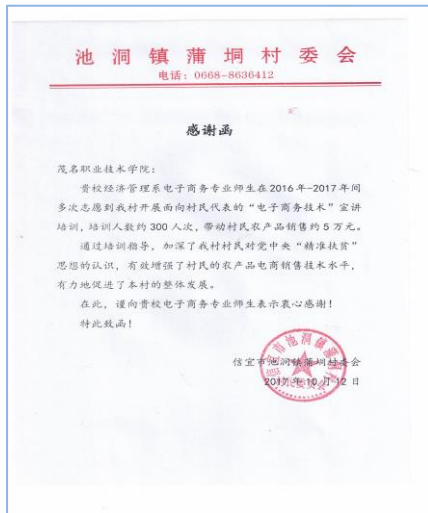 池洞镇蒲垌村委会
电话：0668-8636412
感谢函
茂名职业技术学院：
贵校经济管理系电子商务专业师生在2016年-2017年间
多次志愿到我村开展面向村民代表的“电子商务技术”宣讲
培训，培训人数约300人次，带动村民农产品销售约5万元。
通过培训指导，加深了我村村民对党中央“精准扶贫”
思想的认识，有效增强了村民的农产品电商销售技术水平，
有力地促进了本村的整体发展。
在此，谨向贵校电子商务专业师生表示衷心感谢！
特此致函！
信宜市池洞镇蒲垌村委会
2017年10月12日